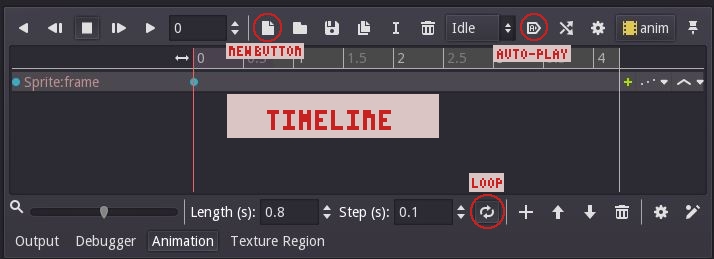 0 Idle anim
NEW BUTTON AUTO-PLAY
0 0.5 1 1.5 2 2.5 4
Sprite:frame
TIMELINE
LOOP
Length (s): 0.8 Step (s): 0.1
Output Debugger Animation Texture Region